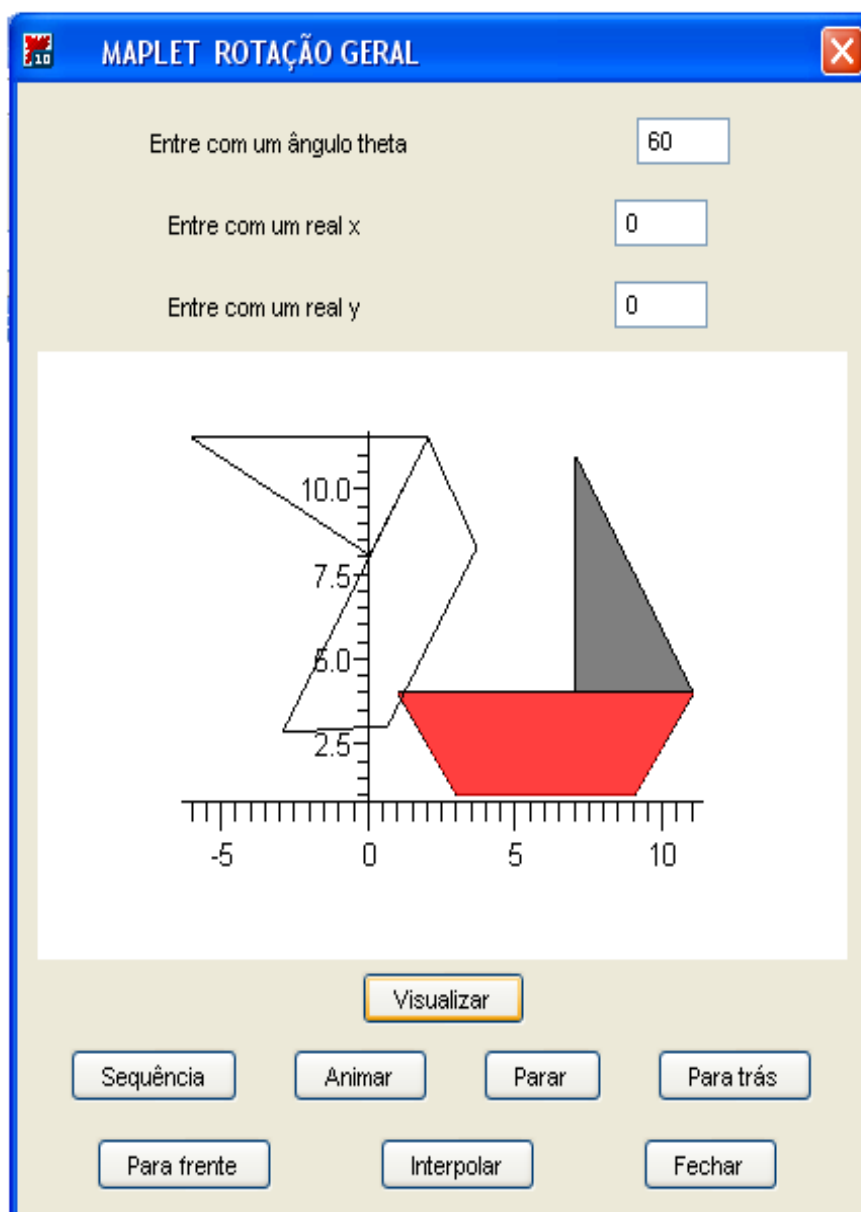 MAPLET ROTAÇÃO GERAL
Entre com um ângulo theta 60
Entre com um real x 0
Entre com um real y 0
10.0
7.5
5.0
2.5
-5 0 5 10
Visualizar
Sequência Animar Parar Para trás
Para frente Interpolar Fechar